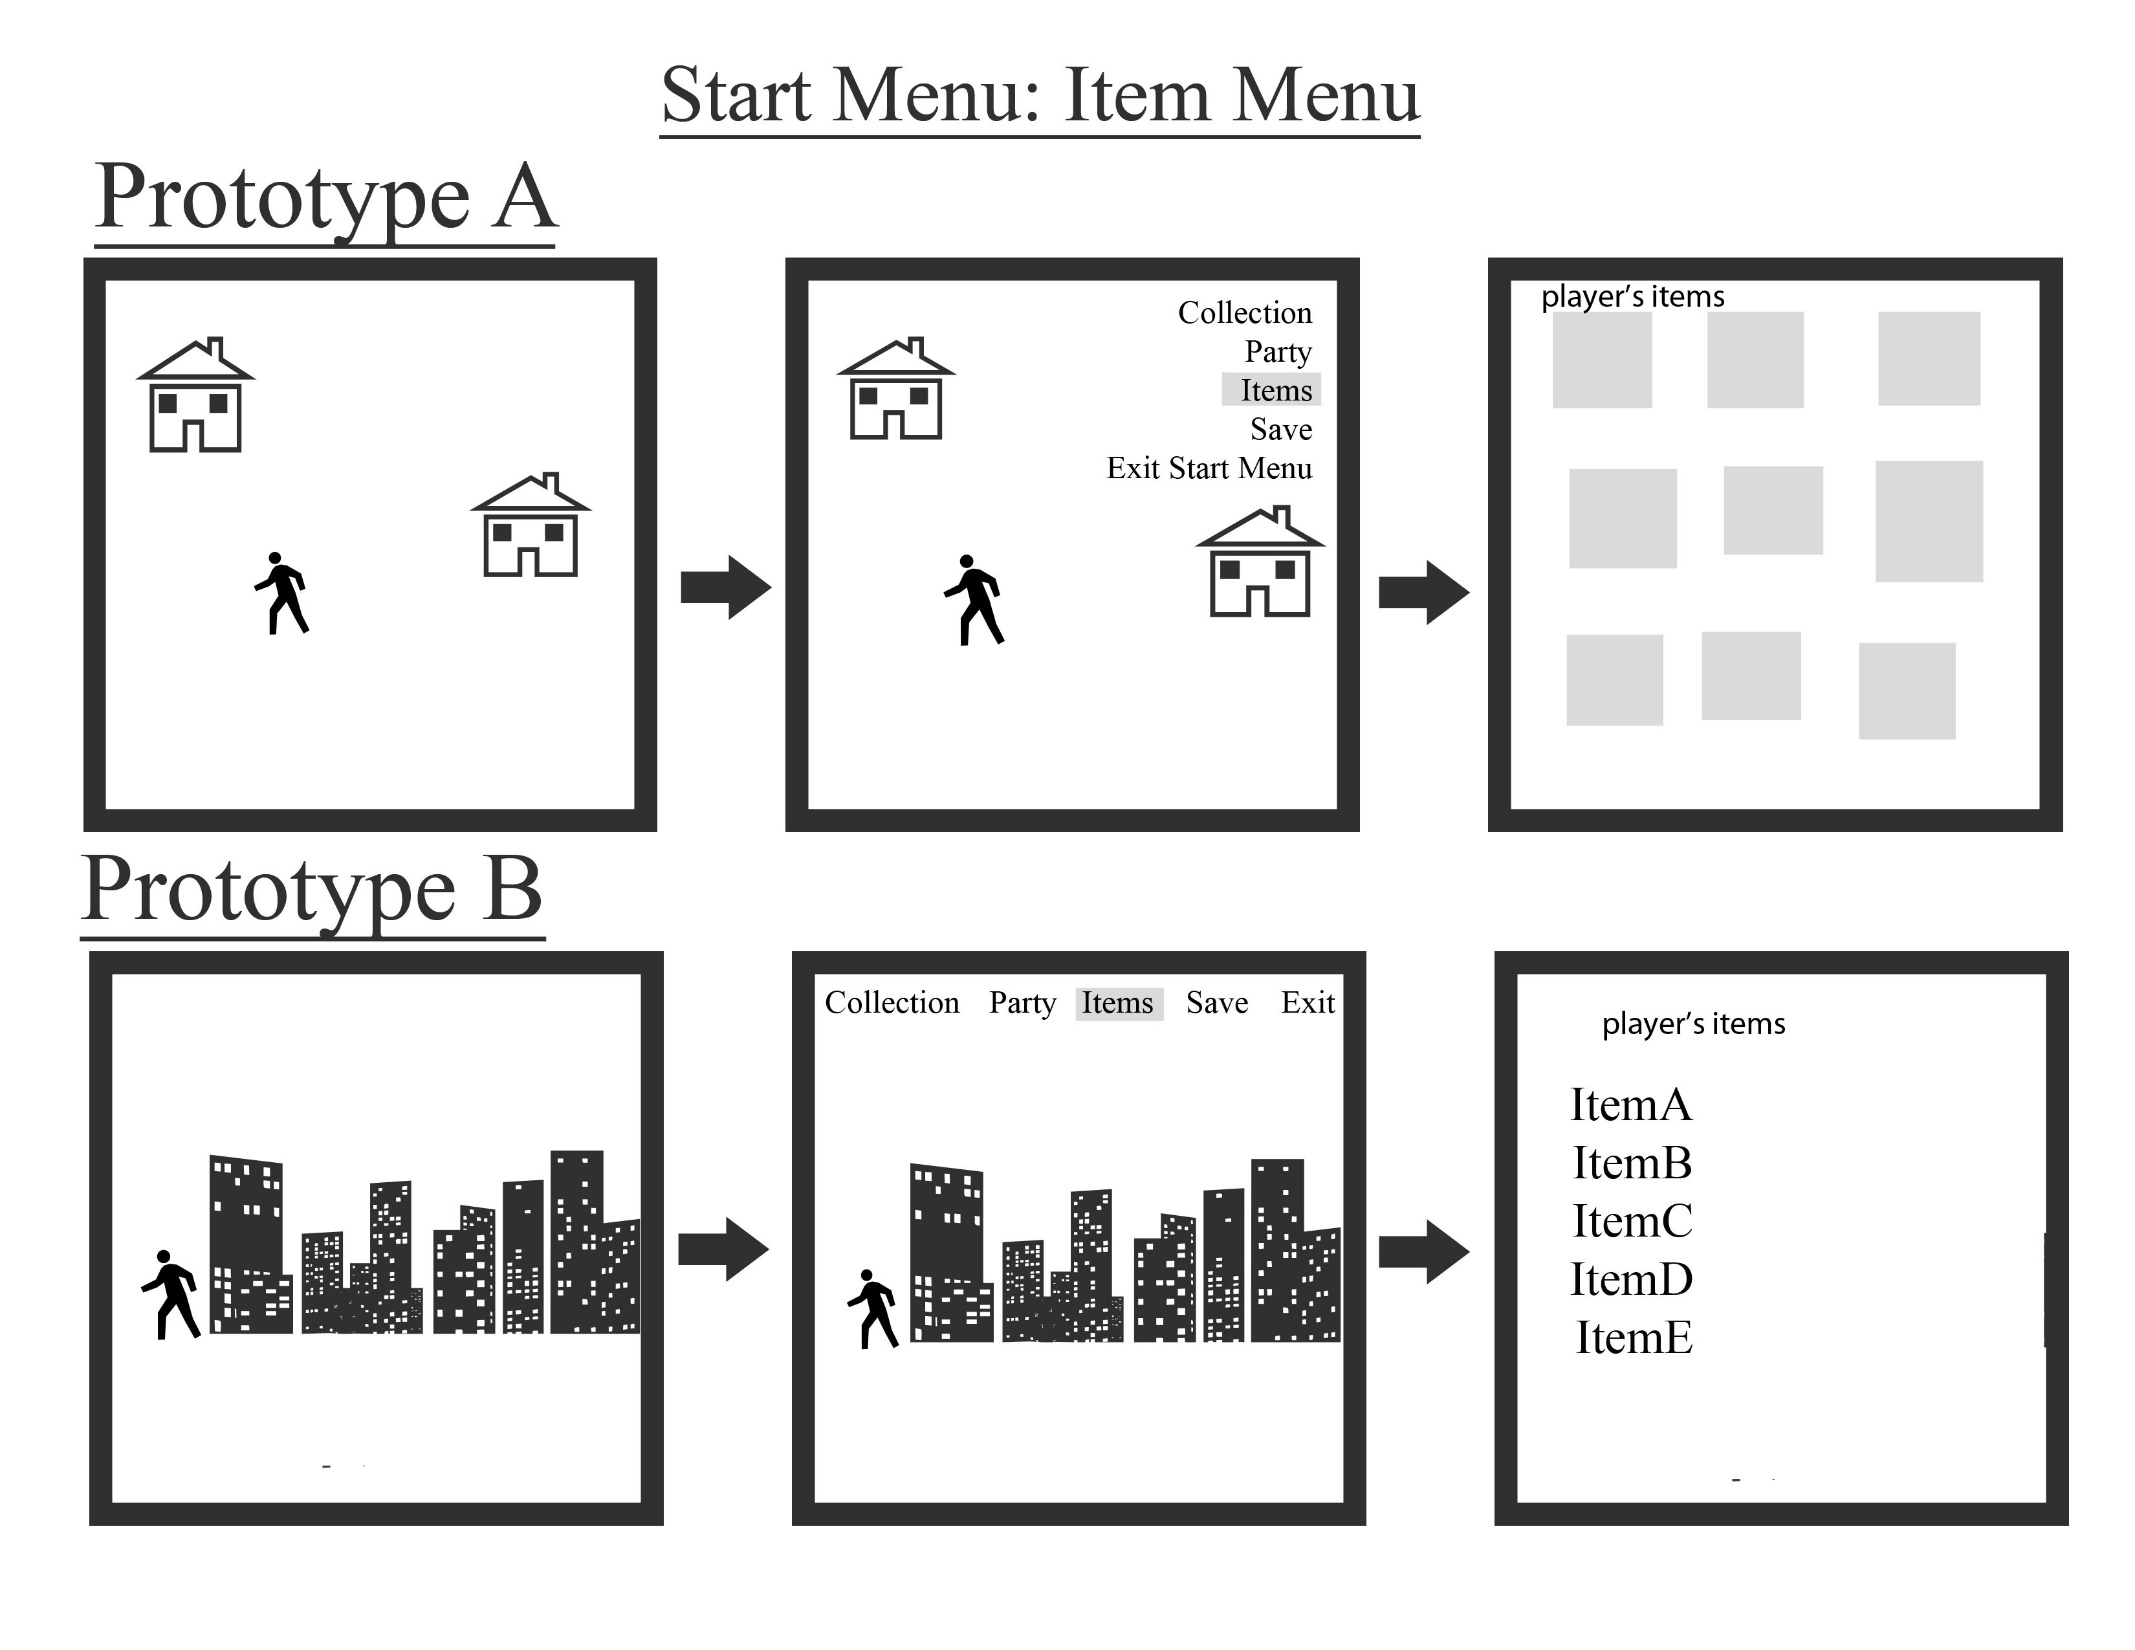 Start Menu: Item Menu
Prototype A
Collection
Party
Items
Save
Exit Start Menu
player's items
Prototype B
Collection Party Items Save Exit
player's items
ItemA
ItemB
ItemC
ItemD
ItemE